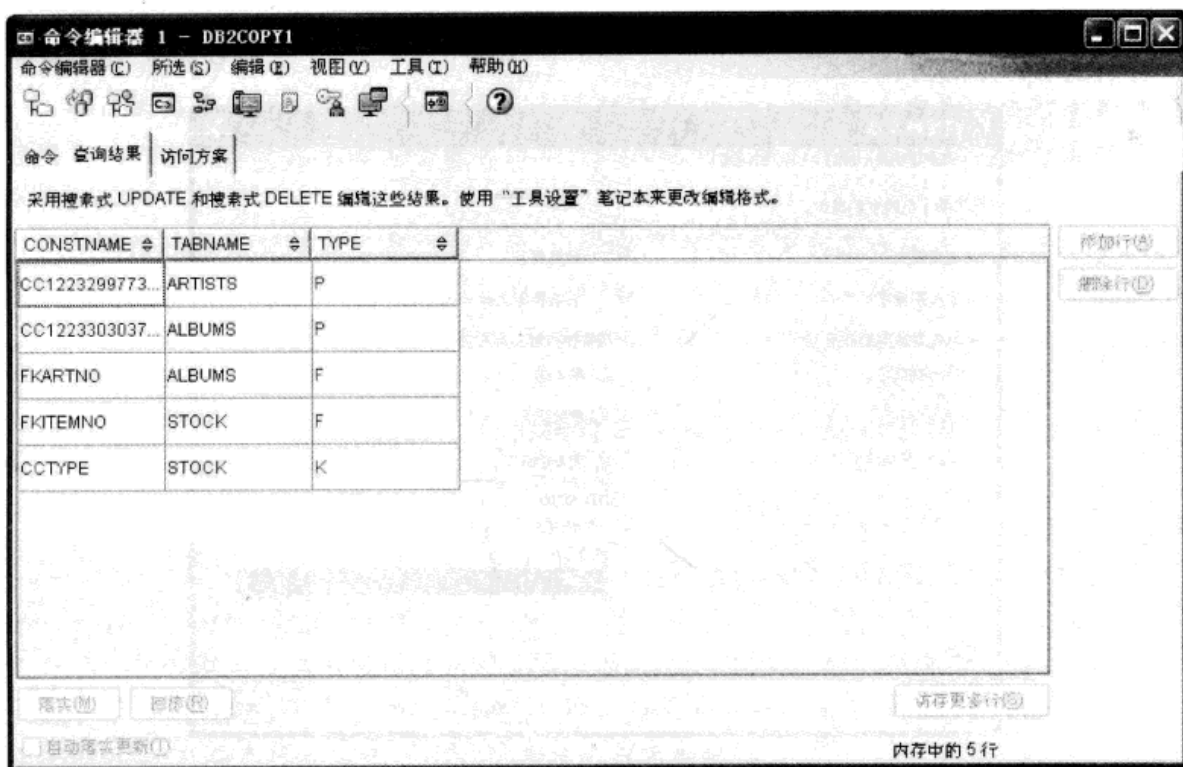 命令编辑器 1 - DB2COPY1
命令编辑器(C) 所选(S) 编辑(E) 视图(V) 工具(T) 帮助(H)
命令 查询结果 访问方案
采用搜索式 UPDATE 和搜索式 DELETE 编辑这些结果。使用“工具设置”笔记本来更改编辑格式。
CONSTNAME TABNAME TYPE
添加行(A)
删除行(D)
CC1223299773... ARTISTS P
CC1223303037... ALBUMS P
FKARTNO ALBUMS F
FKITEMNO STOCK F
CCTYPE STOCK K
落实(M) 回滚(R)
访存更多行(S)
自动落实更新(T)
内存中的 5 行